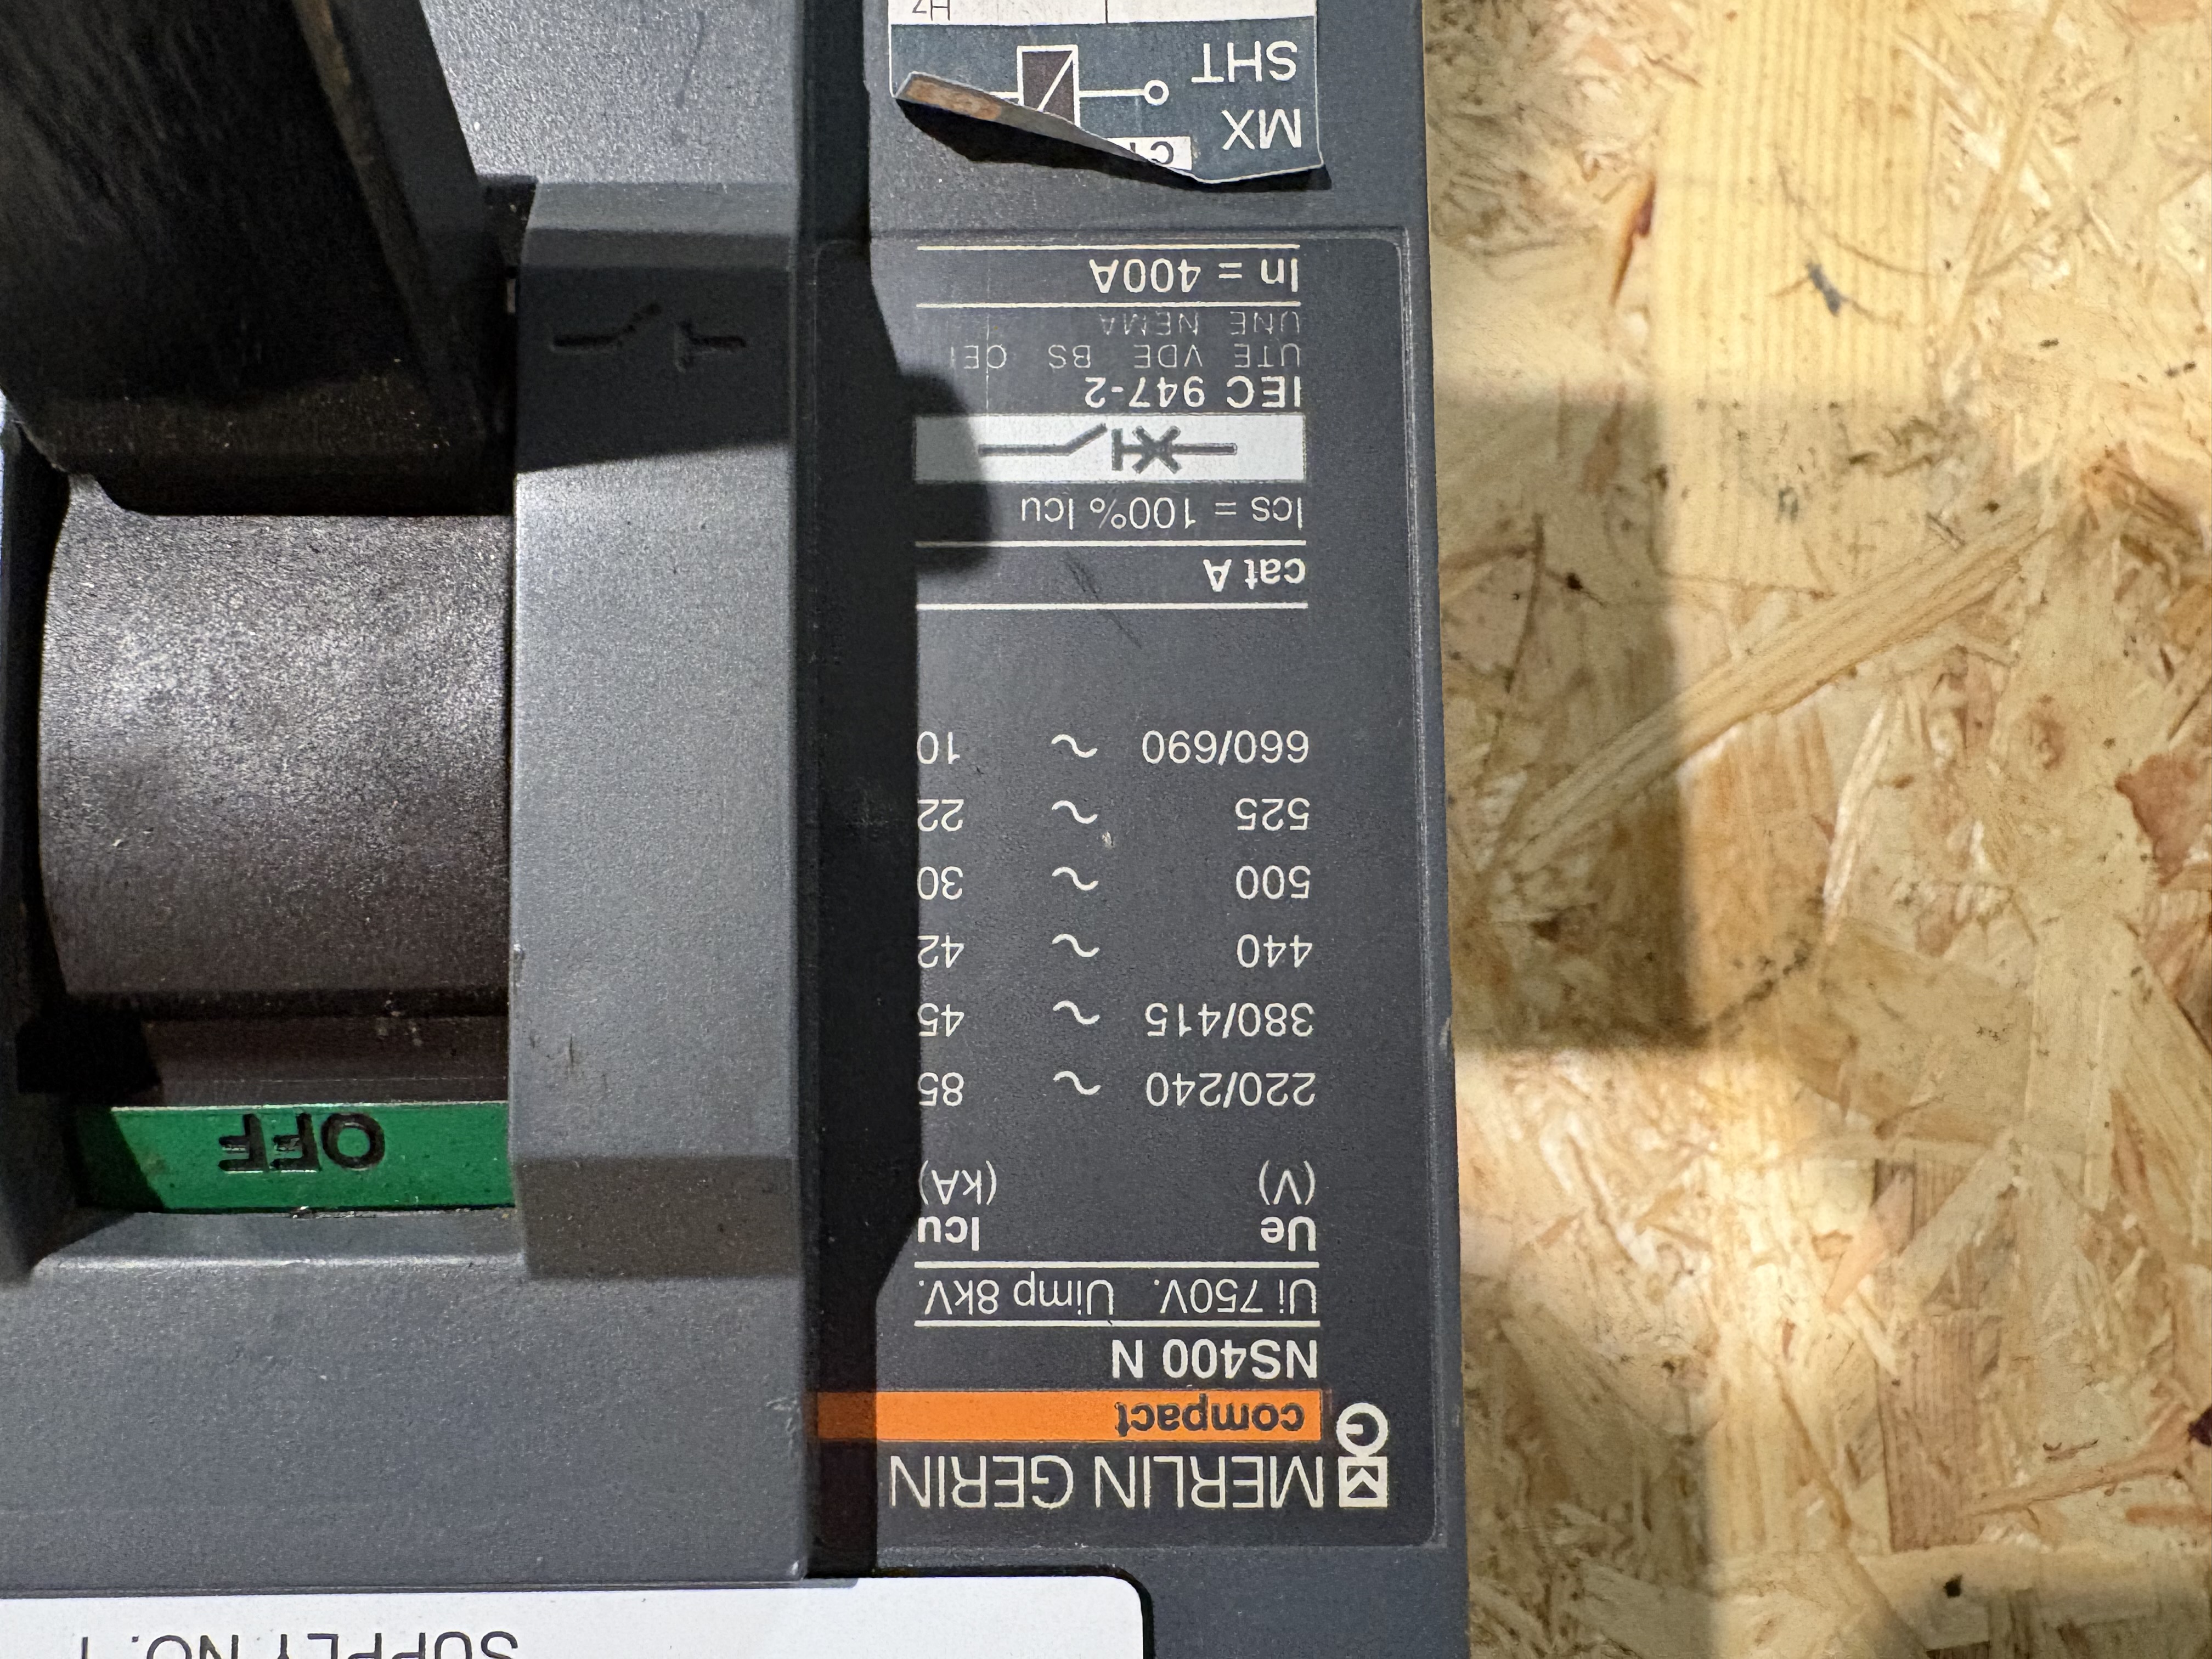 SUPPLY NO. 1
MERLIN GERIN
compact
NS400 N
Ui 750V. Uimp 8kV.
Ue Icu
(V) (kA)
220/240 ~ 85
380/415 ~ 45
440 ~ 42
500 ~ 30
525 ~ 22
660/690 ~ 10
cat A
Ics = 100% Icu
IEC 947-2
UTE VDE BS CEI
UNE NEMA
In = 400A
OFF
MX
SHT